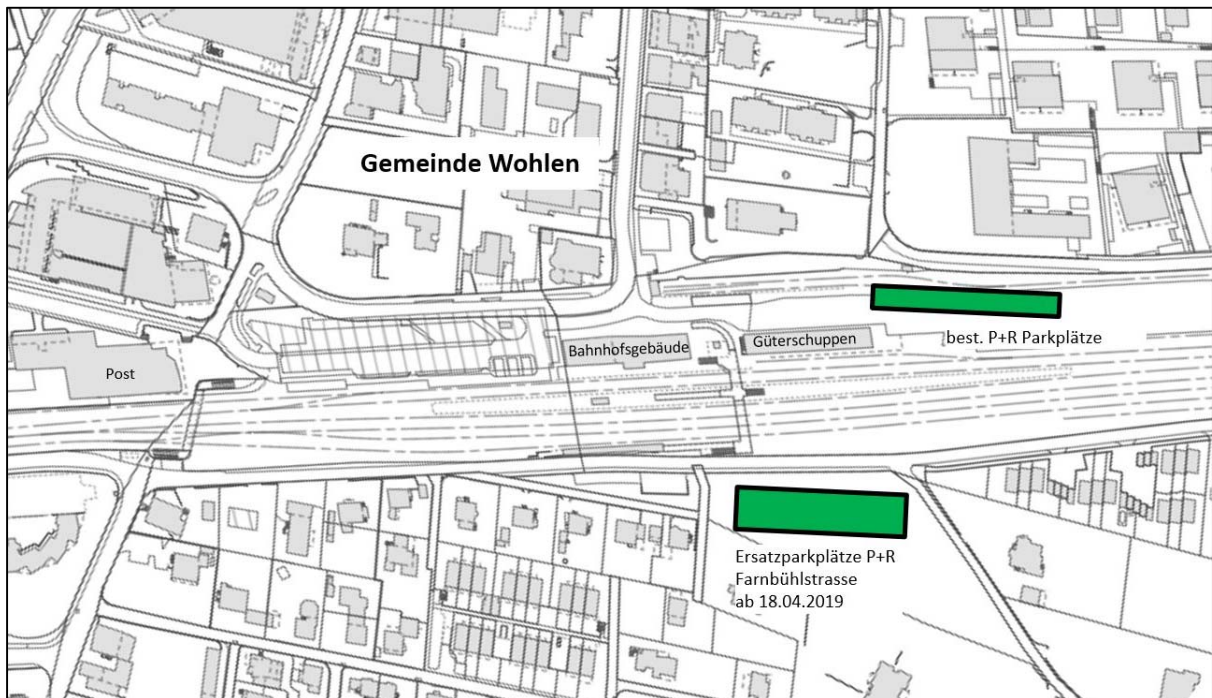 Gemeinde Wohlen
best. P+R Parkplätze
Güterschuppen
Bahnhofsgebäude
Post
Ersatzparkplätze P+R
Farnbühlstrasse
ab 18.04.2019